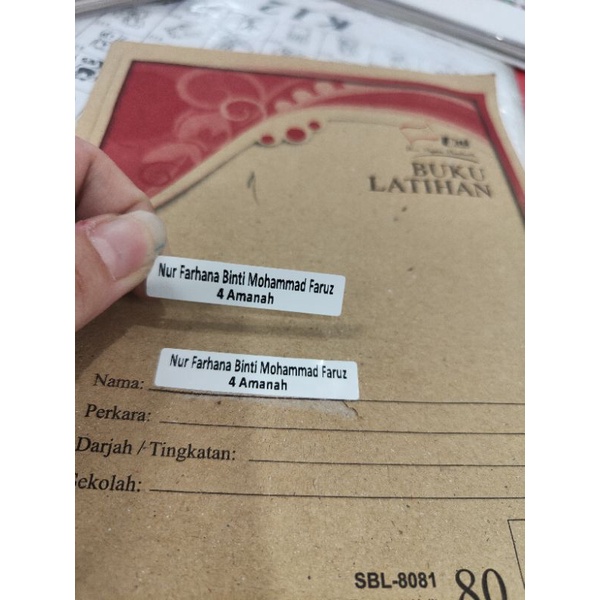 BUKU
LATIHAN
Nur Farhana Binti Mohammad Faruz
4 Amanah
Nur Farhana Binti Mohammad Faruz
4 Amanah
Nama:
Perkara:
Darjah / Tingkatan:
Sekolah:
SBL-8081
80